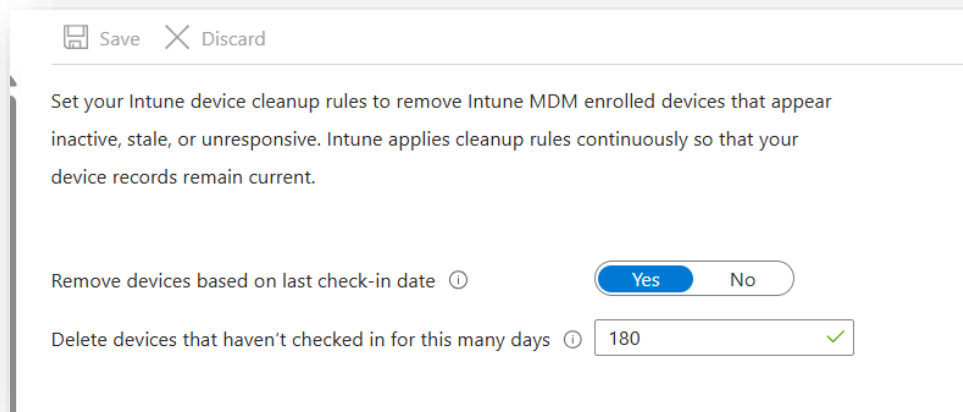 Save Discard
Set your Intune device cleanup rules to remove Intune MDM enrolled devices that appear
inactive, stale, or unresponsive. Intune applies cleanup rules continuously so that your
device records remain current.
Remove devices based on last check-in date Yes No
Delete devices that haven’t checked in for this many days 180